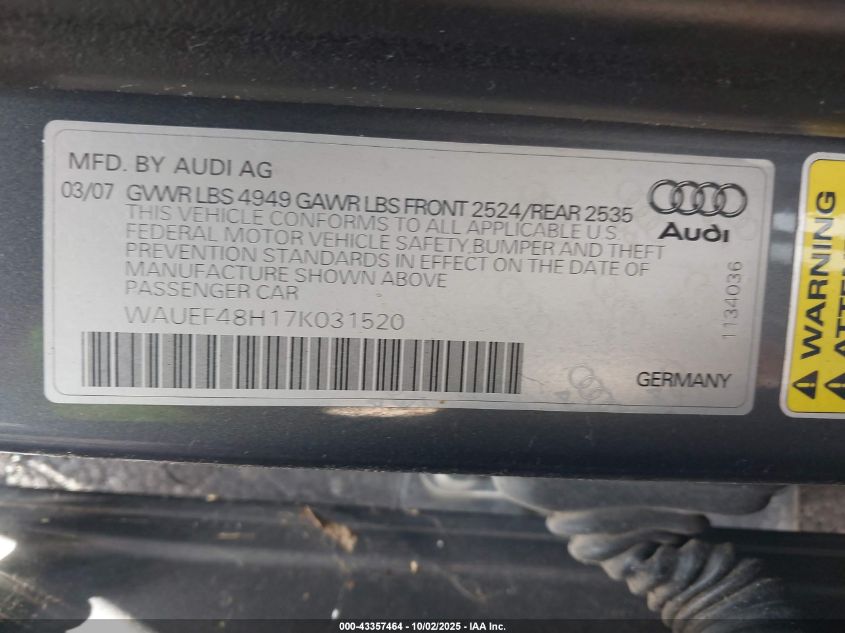 MFD. BY AUDI AG
03/07 GVWR LBS 4949 GAWR LBS FRONT 2524/REAR 2535
THIS VEHICLE CONFORMS TO ALL APPLICABLE U.S.
FEDERAL MOTOR VEHICLE SAFETY,BUMPER AND THEFT
PREVENTION STANDARDS IN EFFECT ON THE DATE OF
MANUFACTURE SHOWN ABOVE
PASSENGER CAR
WAUEF48H17K031520
Audi
1134036
GERMANY
WARNING
000-43357464 - 10/02/2025 - IAA Inc.